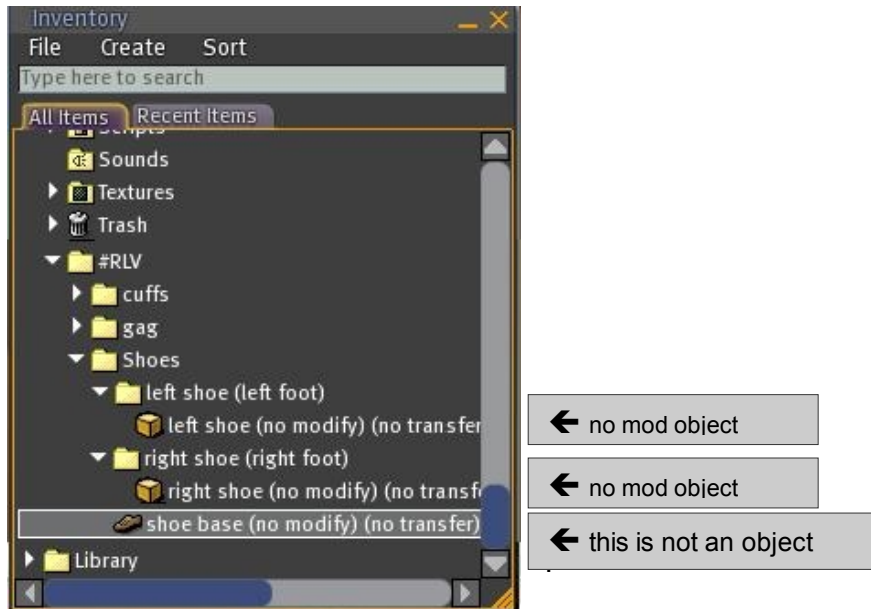 Inventory
File Create Sort
Type here to search
All Items Recent Items
Scripts
Sounds
Textures
Trash
#RLV
cuffs
gag
Shoes
left shoe (left foot)
left shoe (no modify) (no transfer
🡸 no mod object
right shoe (right foot)
right shoe (no modify) (no transf
🡸 no mod object
shoe base (no modify) (no transfer)
🡸 this is not an object
Library